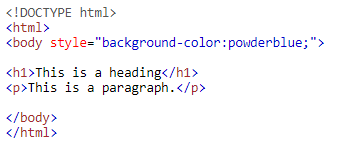 <!DOCTYPE html>
<html>
<body style="background-color:powderblue;">
<h1>This is a heading</h1>
<p>This is a paragraph.</p>
</body>
</html>